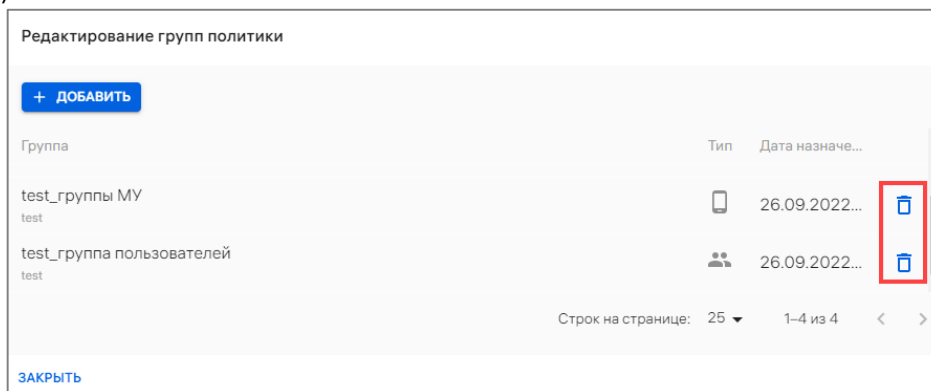 )
Редактирование групп политики
+ ДОБАВИТЬ
Группа Тип Дата назначе...
test_группы МУ 26.09.2022...
test
test_группа пользователей 26.09.2022...
test
Строк на странице: 25 1–4 из 4 < >
ЗАКРЫТЬ